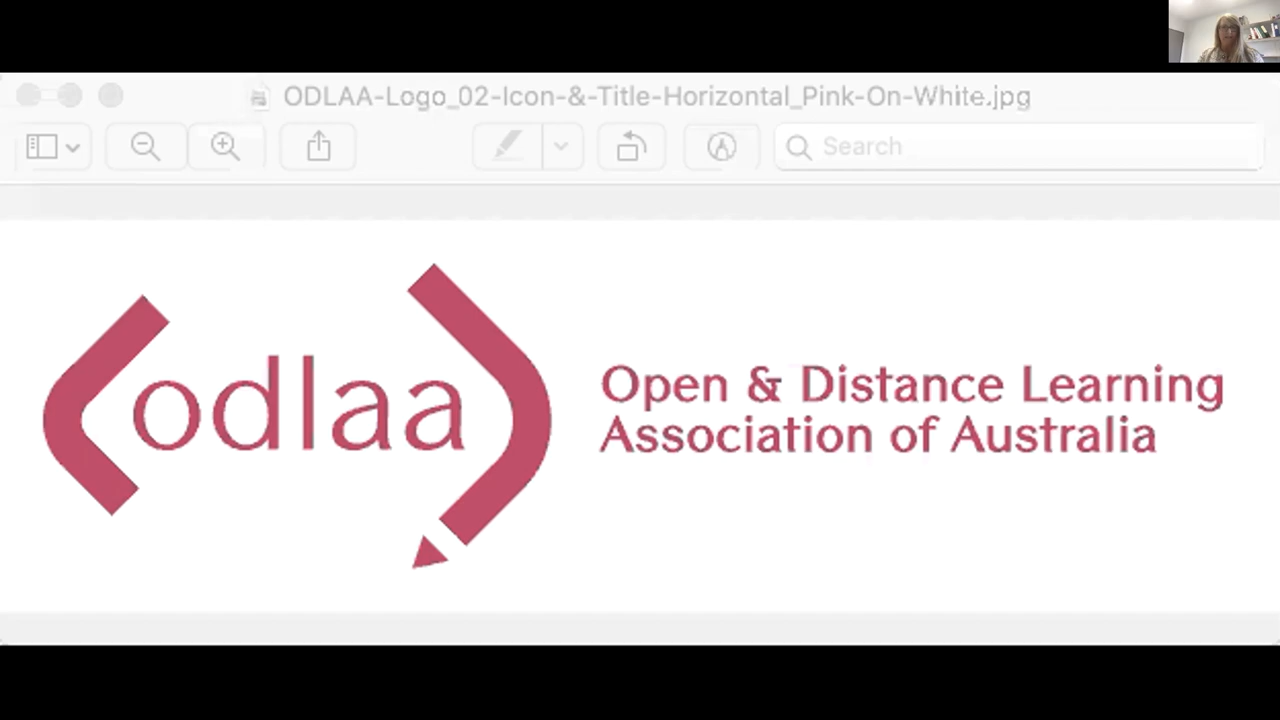 ODLAA-Logo_02-Icon-&-Title-Horizontal_Pink-On-White.jpg
Search
odlaa
Open & Distance Learning
Association of Australia